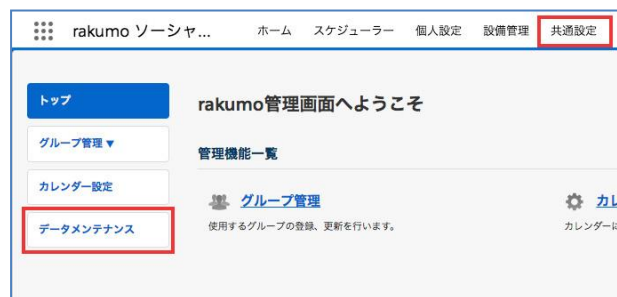 rakumo ソーシャ... ホーム スケジューラー 個人設定 設備管理 共通設定
トップ
rakumo管理画面へようこそ
グループ管理 ▼
管理機能一覧
カレンダー設定
グループ管理
カレ
データメンテナンス
使用するグループの登録、更新を行います。
カレンダーに